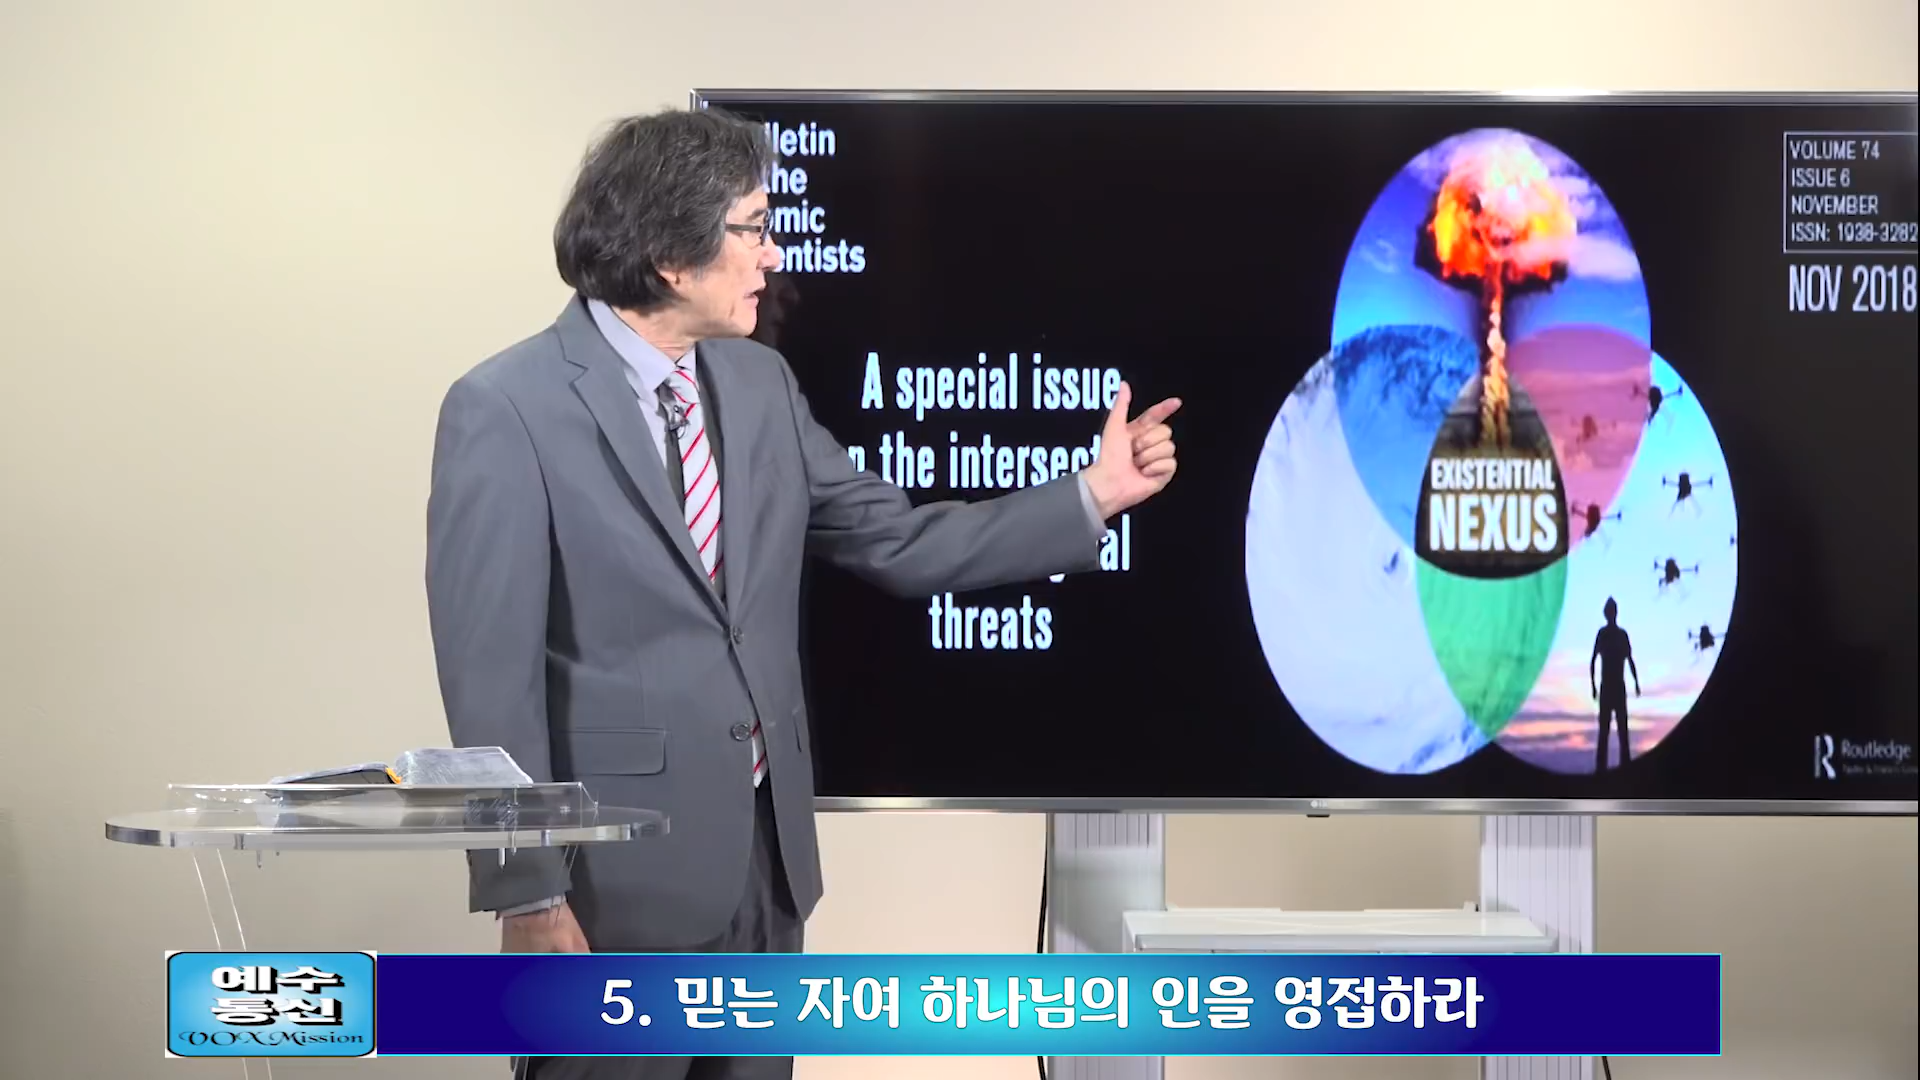 lletin
he
mic
entists
VOLUME 74
ISSUE 6
NOVEMBER
ISSN: 1938-3282
NOV 2018
A special issue
n the intersect
al
threats
EXISTENTIAL
NEXUS
Routledge
LG
예수
통신
VOX Mission
5. 믿는 자여 하나님의 인을 영접하라